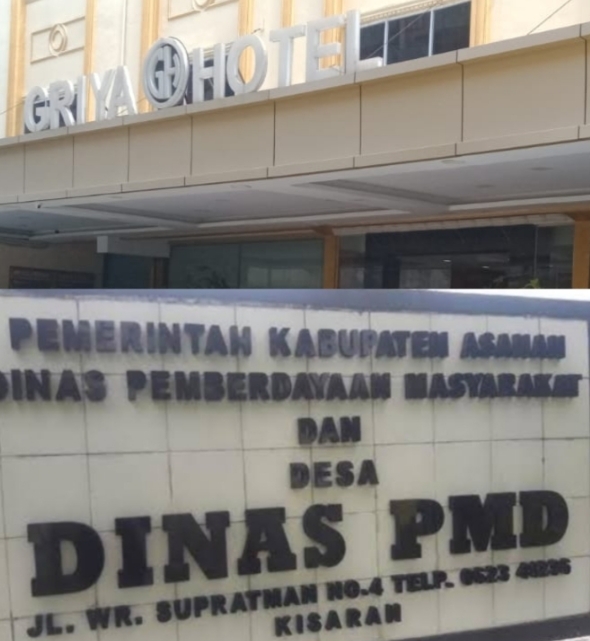 GRIYA GH HOTEL
PEMERINTAH KABUPATEN ASAHAN
DINAS PEMBERDAYAAN MASYARAKAT
DAN
DESA
DINAS PMD
JL. WR. SUPRATMAN NO.4 TELP. 0623
KISARAN